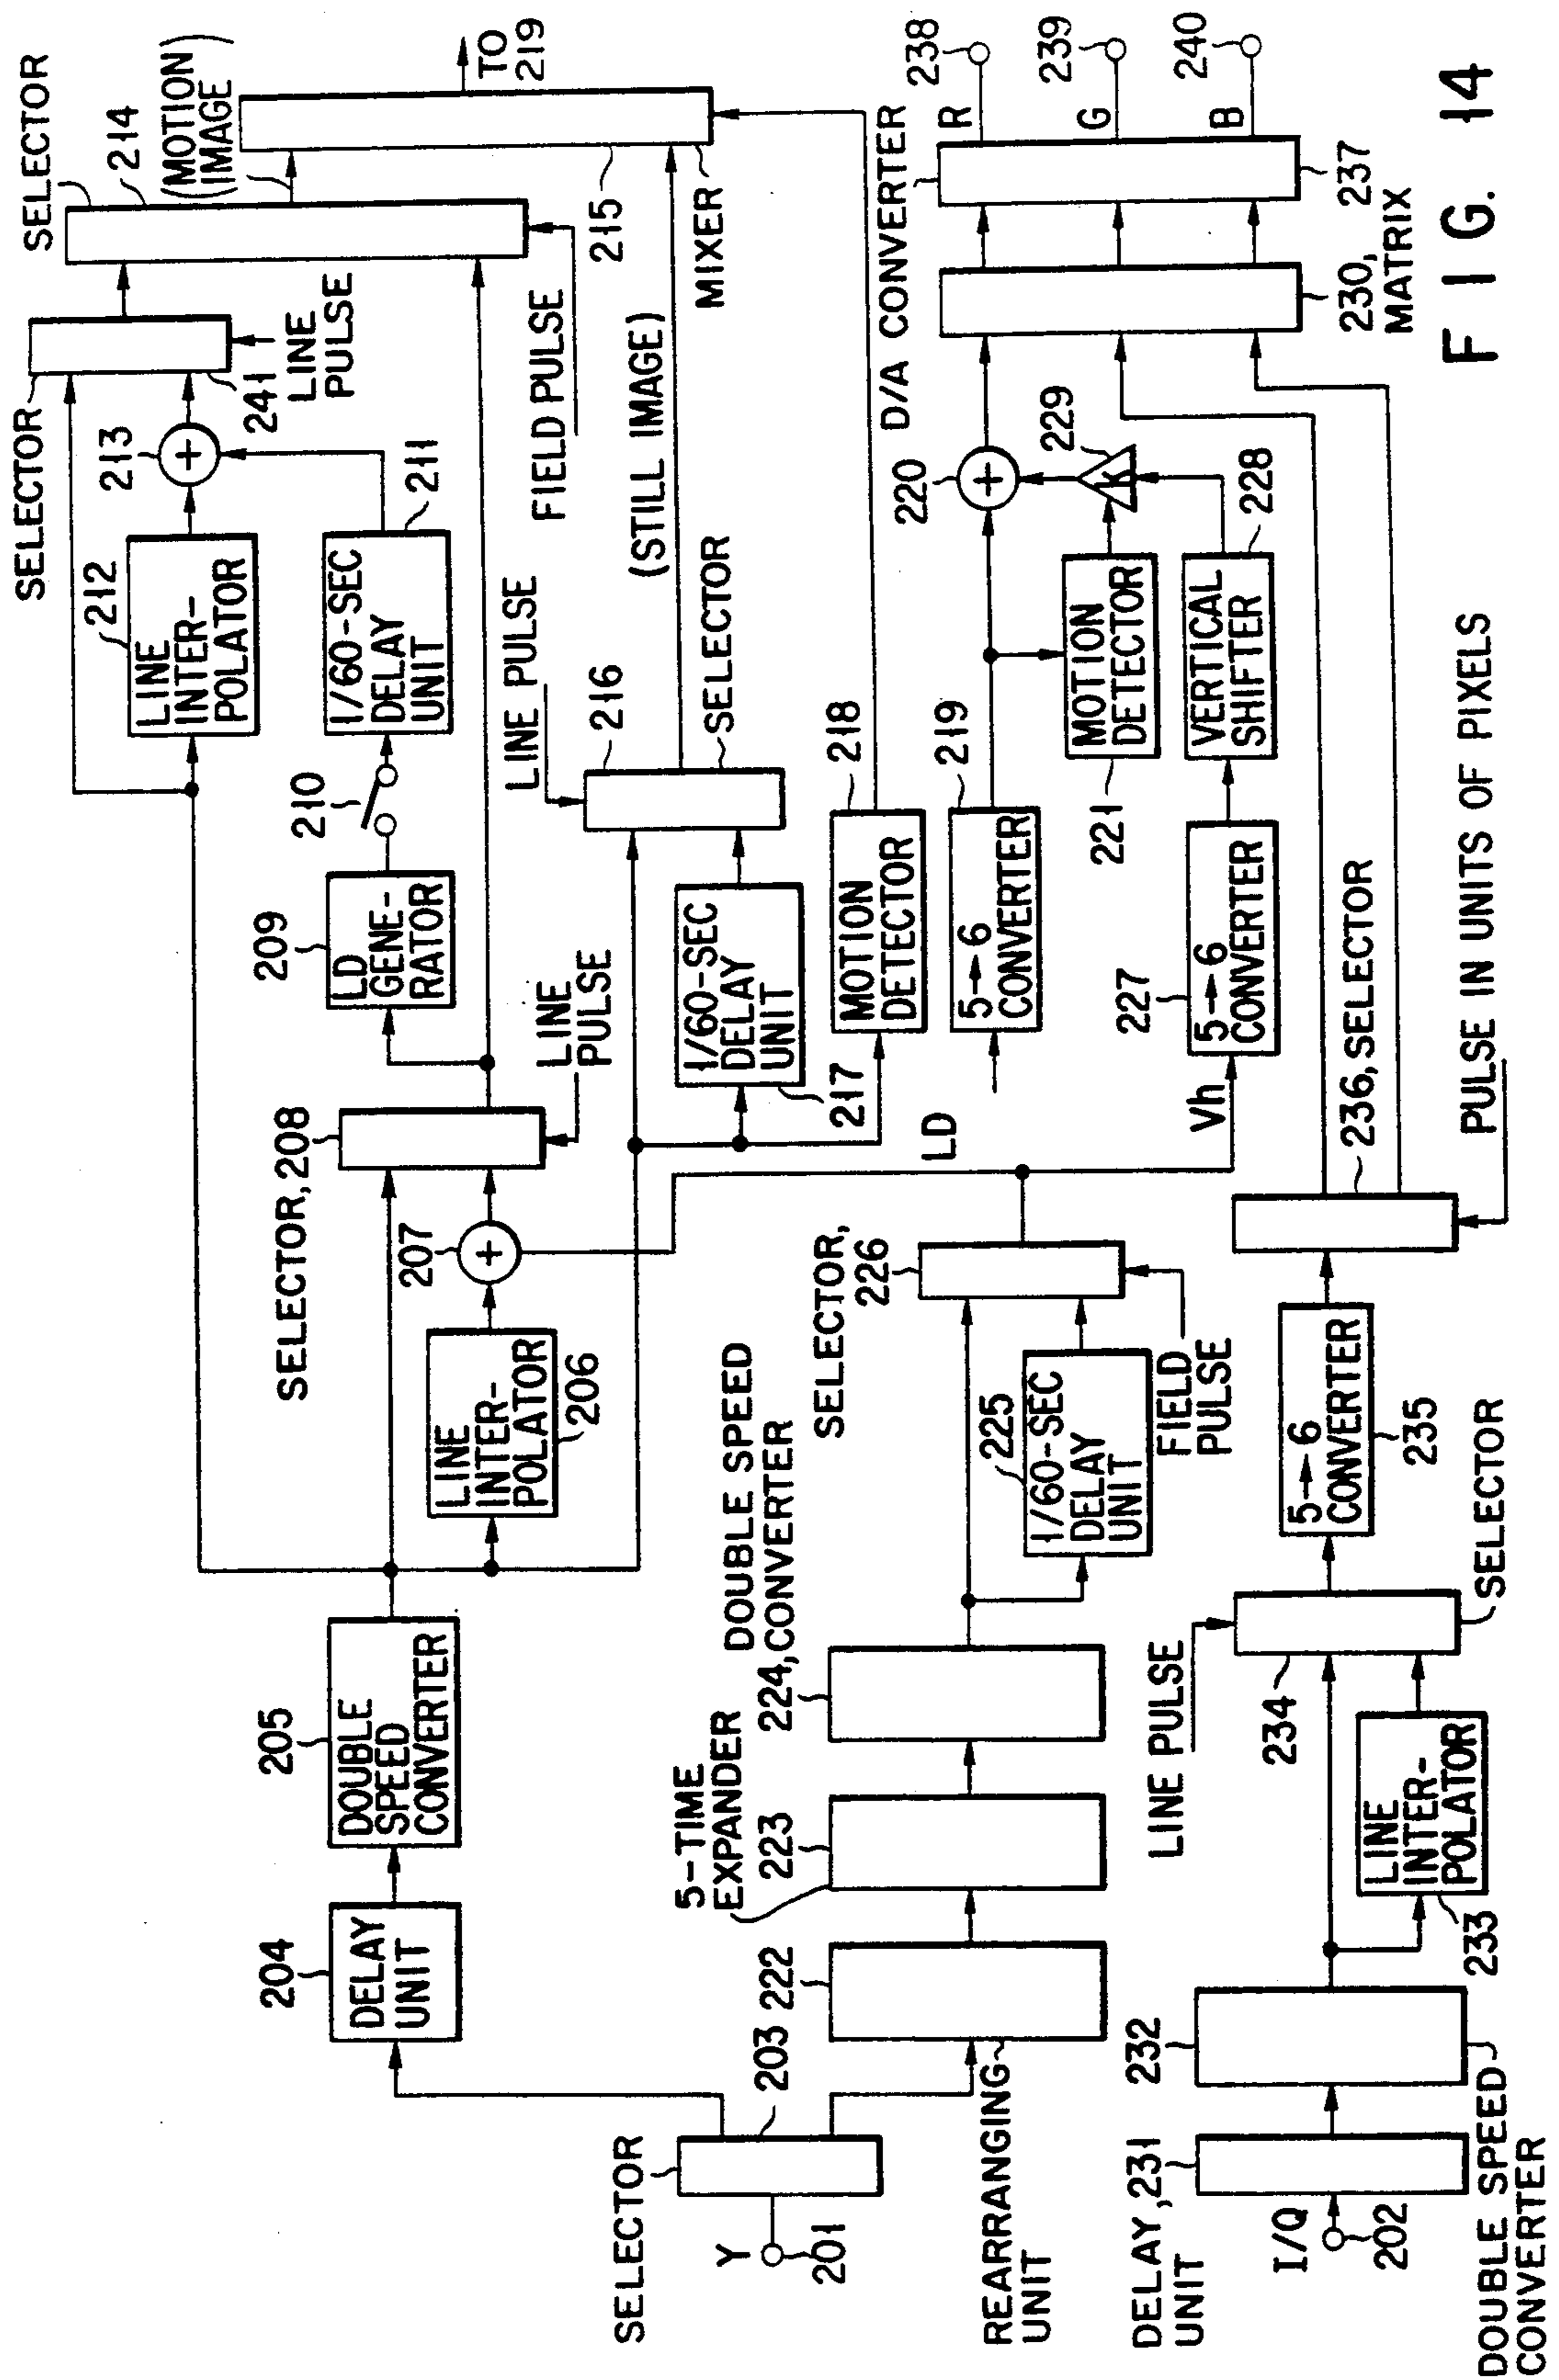 SELECTOR
Y
201
203
204
DELAY
UNIT
205
DOUBLE
SPEED
CONVERTER
LINE
INTER-
POLATOR
206
207
SELECTOR, 208
LINE
PULSE
209
LD
GENE-
RATOR
210
1/60-SEC
DELAY
UNIT
211
212
LINE
INTER-
POLATOR
213
SELECTOR
241
LINE
PULSE
SELECTOR
214
(MOTION
IMAGE)
FIELD PULSE
215
MIXER
TO
219
LINE PULSE
216
SELECTOR
(STILL IMAGE)
1/60-SEC
DELAY
UNIT
217
MOTION
DETECTOR
218
REARRANGING
UNIT
222
5-TIME
EXPANDER
223
DOUBLE SPEED
224, CONVERTER
225
1/60-SEC
DELAY
UNIT
SELECTOR,
226
FIELD
PULSE
LD
5→6
CONVERTER
219
MOTION
DETECTOR
221
220
Vh
227
5→6
CONVERTER
VERTICAL
SHIFTER
228
K
229
D/A CONVERTER
230,
MATRIX
237
R
238
G
239
B
240
DELAY, 231
UNIT
I/Q
202
232
DOUBLE SPEED
CONVERTER
LINE
INTER-
POLATOR
233
LINE PULSE
234
SELECTOR
5→6
CONVERTER
235
236, SELECTOR
PULSE IN UNITS OF PIXELS
FIG. 14